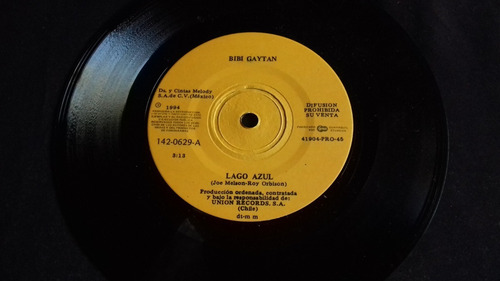 BIBI GAYTAN
Ds. y Cintas Melody
S.A. de C.V. (México)
℗ 1994
DIFUSION
PROHIBIDA
SU VENTA
142-0629-A
41904-PRO-45
3:13
LAGO AZUL
(Joe Melson-Roy Orbison)
Producción ordenada, contratada
y bajo la responsabilidad de:
UNION RECORDS. S.A.
(Chile)
di-m m